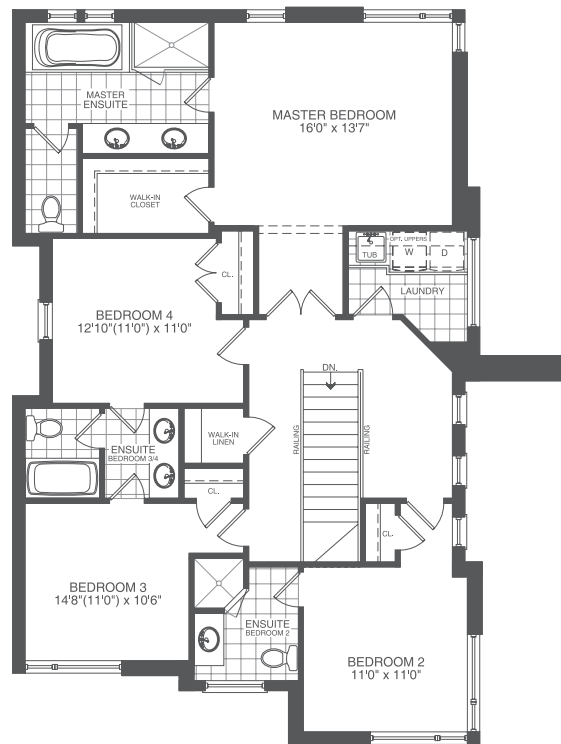 MASTER
ENSUITE
MASTER BEDROOM
16'0" x 13'7"
WALK-IN
CLOSET
OPT. UPPERS
TUB
W
D
CL.
LAUNDRY
BEDROOM 4
12'10"(11'0") x 11'0"
DN.
RAILING
RAILING
WALK-IN
LINEN
ENSUITE
BEDROOM 3/4
CL.
CL.
BEDROOM 3
14'8"(11'0") x 10'6"
ENSUITE
BEDROOM 2
BEDROOM 2
11'0" x 11'0"